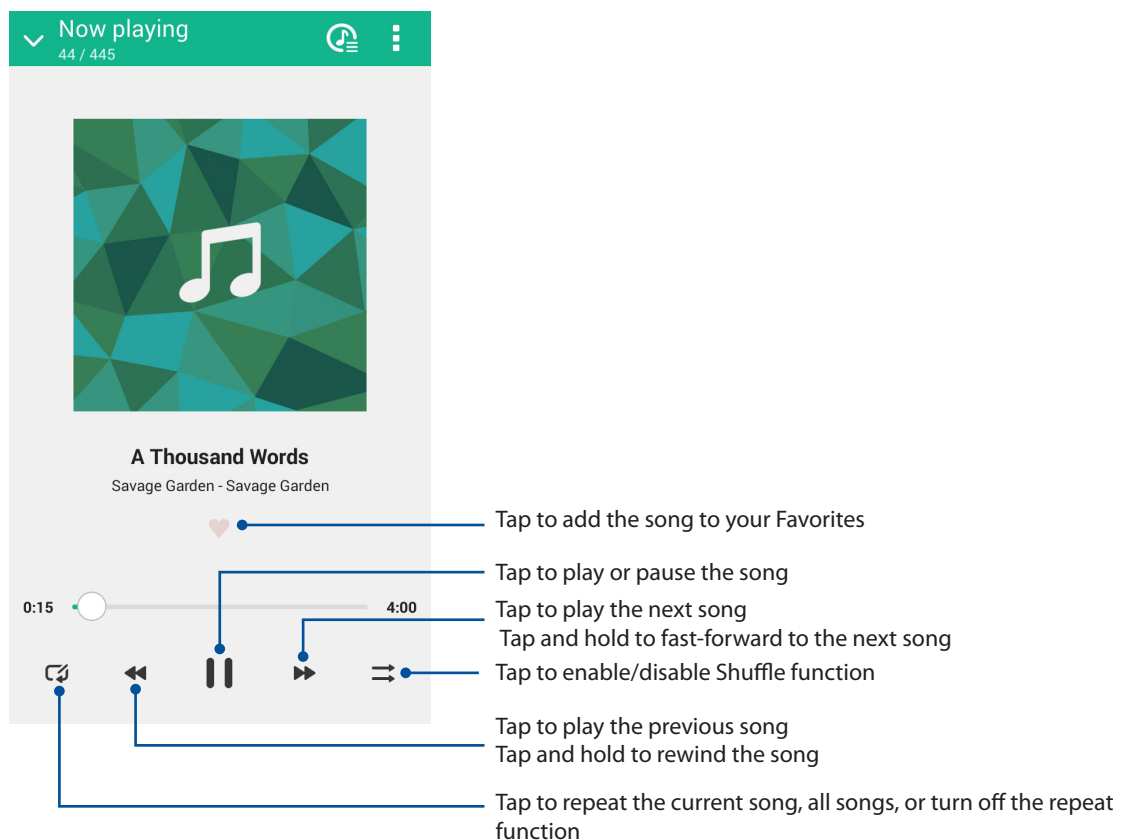 Now playing
44 / 445
A Thousand Words
Savage Garden - Savage Garden
Tap to add the song to your Favorites
Tap to play or pause the song
0:15
4:00
Tap to play the next song
Tap and hold to fast-forward to the next song
Tap to enable/disable Shuffle function
Tap to play the previous song
Tap and hold to rewind the song
Tap to repeat the current song, all songs, or turn off the repeat
function